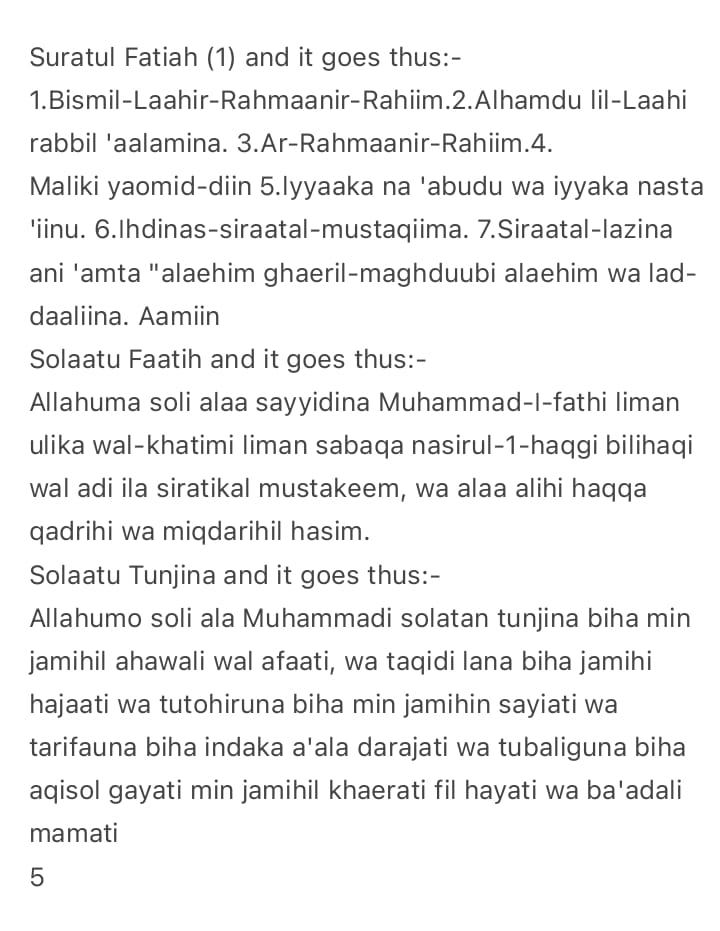 Suratul Fatiah (1) and it goes thus:-
1.Bismil-Laahir-Rahmaanir-Rahiim.2.Alhamdu lil-Laahi
rabbil 'aalamina. 3.Ar-Rahmaanir-Rahiim.4.
Maliki yaomid-diin 5.Iyyaaka na 'abudu wa iyyaka nasta
'iinu. 6.Ihdinas-siraatal-mustaqiima. 7.Siraatal-lazina
ani 'amta "alaehim ghaeril-maghduubi alaehim wa lad-
daaliina. Aamiin
Solaatu Faatih and it goes thus:-
Allahuma soli alaa sayyidina Muhammad-I-fathi liman
ulika wal-khatimi liman sabaqa nasirul-1-haqgi bilihaqi
wal adi ila siratikal mustakeem, wa alaa alihi haqqa
qadrihi wa miqdarihil hasim.
Solaatu Tunjina and it goes thus:-
Allahumo soli ala Muhammadi solatan tunjina biha min
jamihil ahawali wal afaati, wa taqidi lana biha jamihi
hajaati wa tutohiruna biha min jamihin sayiati wa
tarifauna biha indaka a'ala darajati wa tubaliguna biha
aqisol gayati min jamihil khaerati fil hayati wa ba'adali
mamati
5